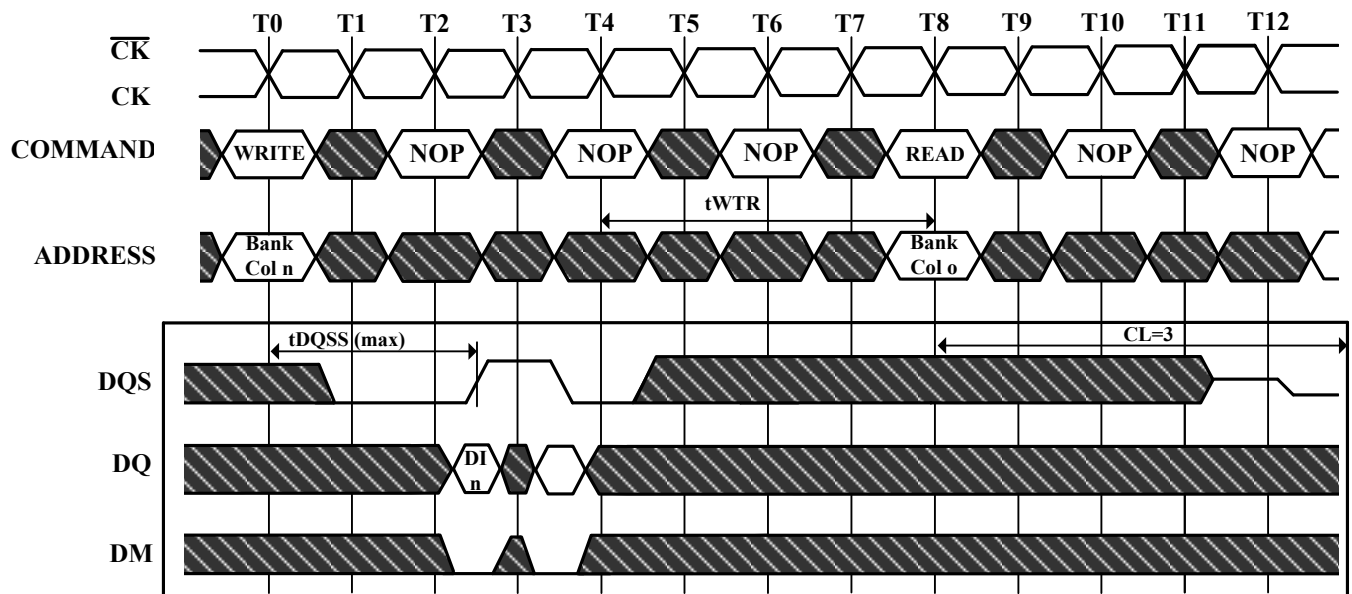 T0 T1 T2 T3 T4 T5 T6 T7 T8 T9 T10 T11 T12
CK
CK
COMMAND WRITE NOP NOP NOP READ NOP NOP
tWTR
ADDRESS Bank Col n Bank Col o
tDQSS (max) CL=3
DQS
DQ DI n
DM